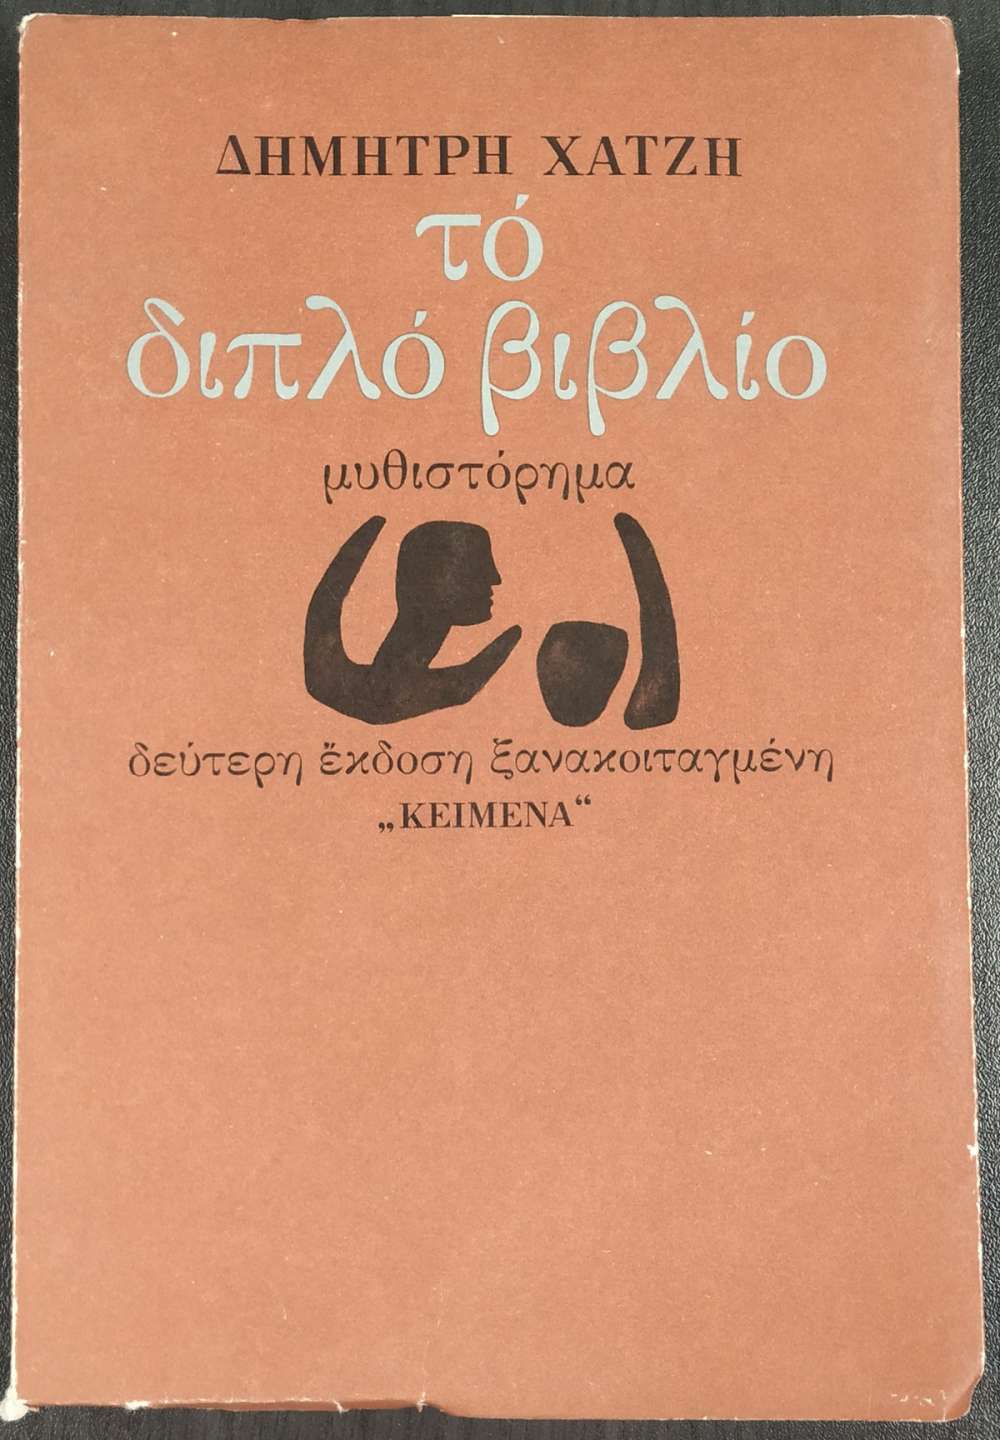 ΔΗΜΗΤΡΗ ΧΑΤΖΗ
τό
διπλό βιβλίο
μυθιστόρημα
δεύτερη ἔκδοση ξανακοιταγμένη
„ΚΕΙΜΕΝΑ“